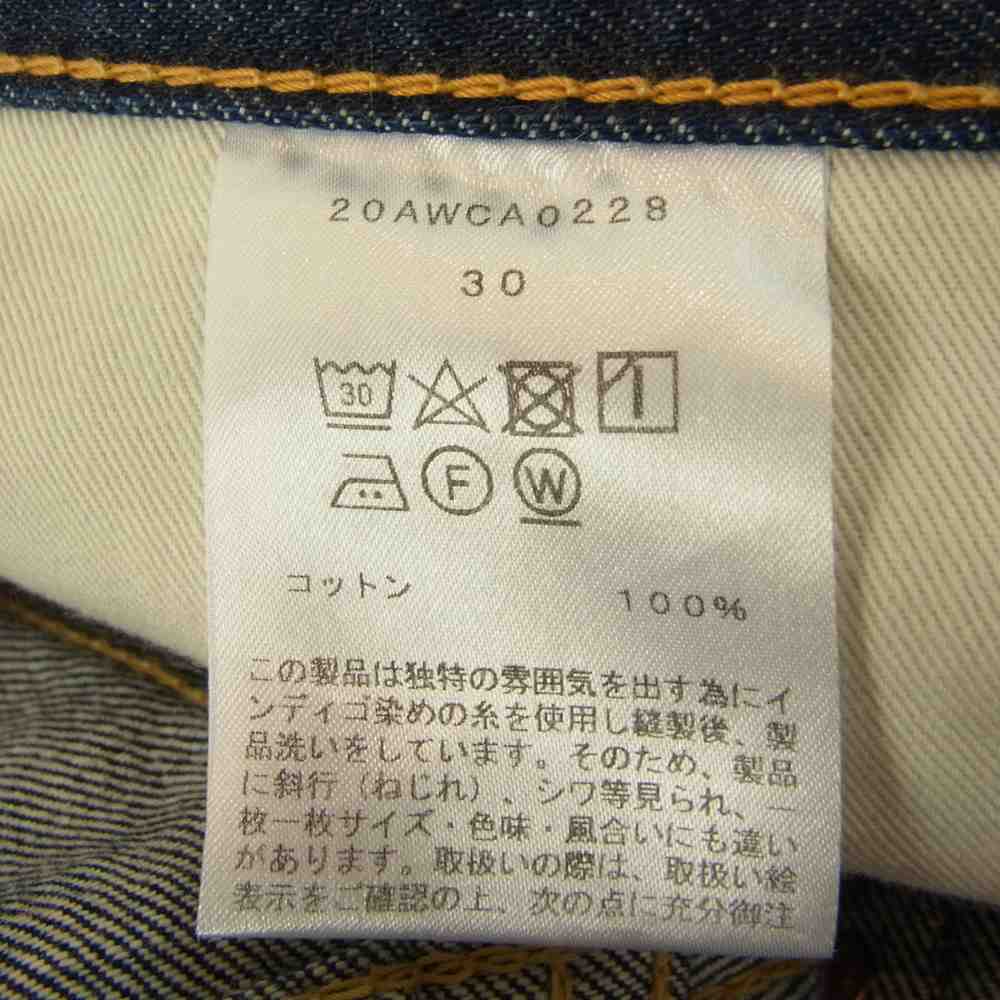 20AWCA0228
30
30
F W
コットン 100%
この製品は独特の雰囲気を出す為にイ
ンディゴ染めの糸を使用し縫製後、製
品洗いをしています。そのため、製品
に斜行（ねじれ）、シワ等見られ、一
枚一枚サイズ・色味・風合いにも違い
があります。取扱いの際は、取扱い絵
表示をご確認の上、次の点に充分御注